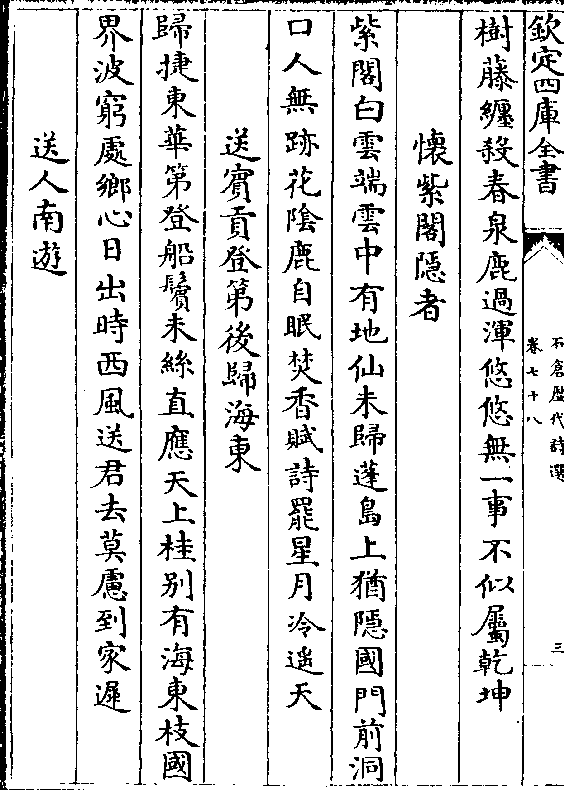 欽定四庫全書
石倉歴代詩選
卷七十八
三
樹藤纏殺春泉鹿過渾悠悠無一事不似屬乾坤
懷紫閣隱者
紫閣白雲端雲中有地仙未歸蓬島上猶隱國門前洞
口人無跡花陰鹿自眠焚香賦詩罷星月冷遥天
送賓貢登第後歸海東
歸捷東華第登船鬢未絲直應天上桂别有海東枝國
界波窮處鄉心日出時西風送君去莫慮到家遲
送人南遊